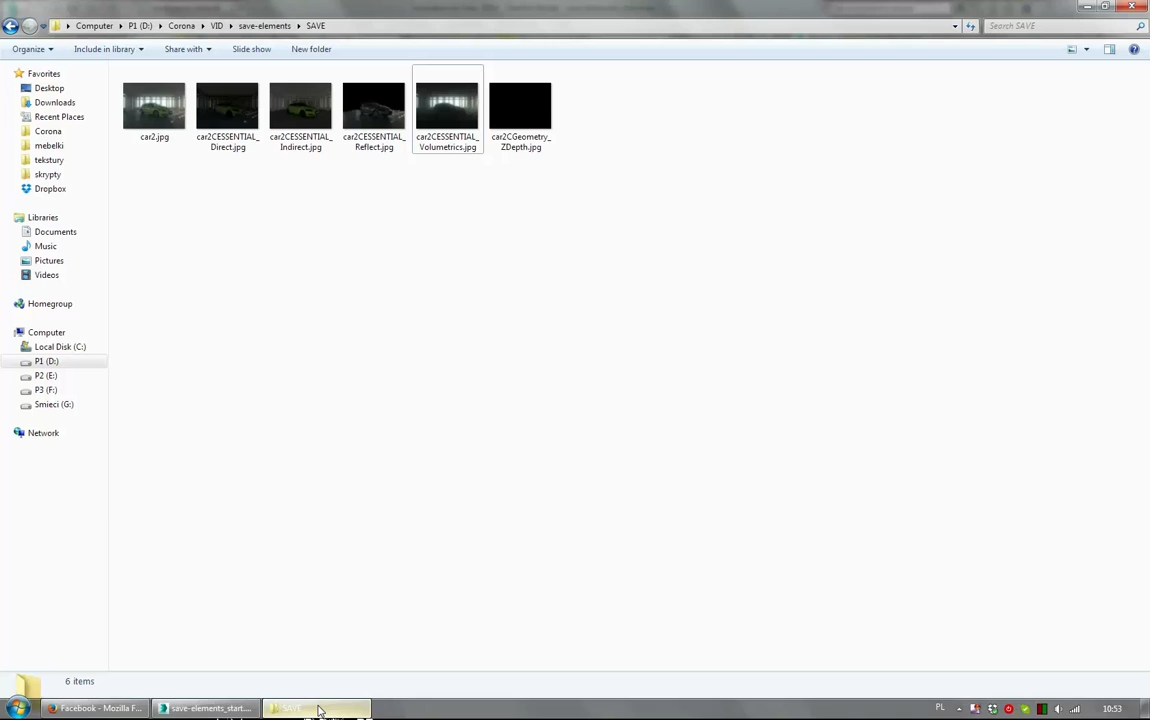 Computer ▸ P1 (D:) ▸ Corona ▸ VID ▸ save-elements ▸ SAVE
Search SAVE
Organize
Include in library
Share with
Slide show
New folder
Favorites
Desktop
Downloads
Recent Places
Corona
mebelki
tekstury
skrypty
Dropbox
Libraries
Documents
Music
Pictures
Videos
Homegroup
Computer
Local Disk (C:)
P1 (D:)
P2 (E:)
P3 (F:)
Smieci (G:)
Network
car2.jpg
car2CESSENTIAL_
Direct.jpg
car2CESSENTIAL_
Indirect.jpg
car2CESSENTIAL_
Reflect.jpg
car2CESSENTIAL_
Volumetrics.jpg
car2CGeometry_
ZDepth.jpg
6 items
Facebook - Mozilla F...
save-elements_start....
SAVE
PL
10:53